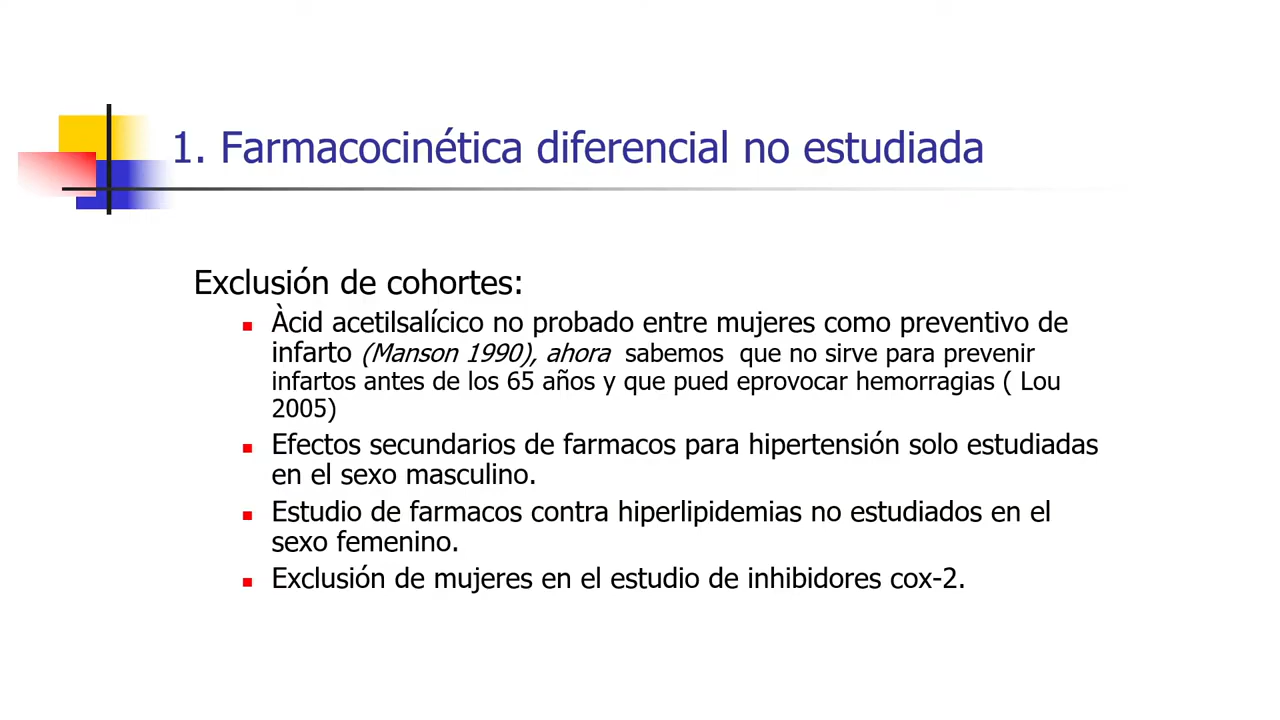 1. Farmacocinética diferencial no estudiada
Exclusión de cohortes:
Àcid acetilsalícico no probado entre mujeres como preventivo de
infarto (Manson 1990), ahora sabemos que no sirve para prevenir
infartos antes de los 65 años y que pued eprovocar hemorragias ( Lou
2005)
Efectos secundarios de farmacos para hipertensión solo estudiadas
en el sexo masculino.
Estudio de farmacos contra hiperlipidemias no estudiados en el
sexo femenino.
Exclusión de mujeres en el estudio de inhibidores cox-2.